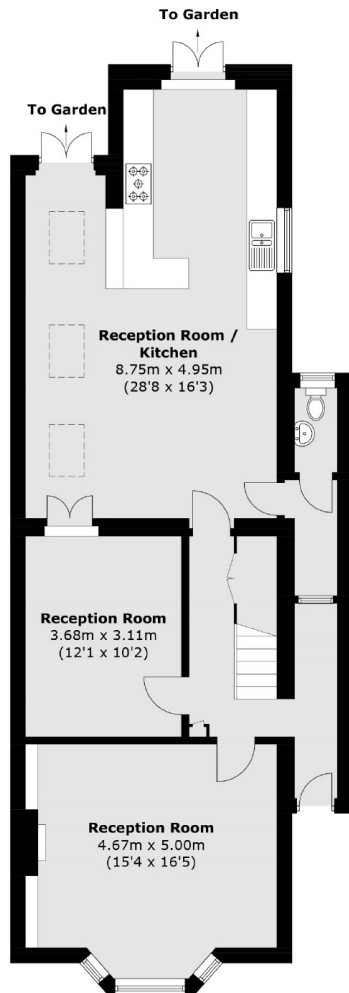 To Garden
To Garden
Reception Room /
Kitchen
8.75m x 4.95m
(28'8 x 16'3)
Reception Room
3.68m x 3.11m
(12'1 x 10'2)
Reception Room
4.67m x 5.00m
(15'4 x 16'5)